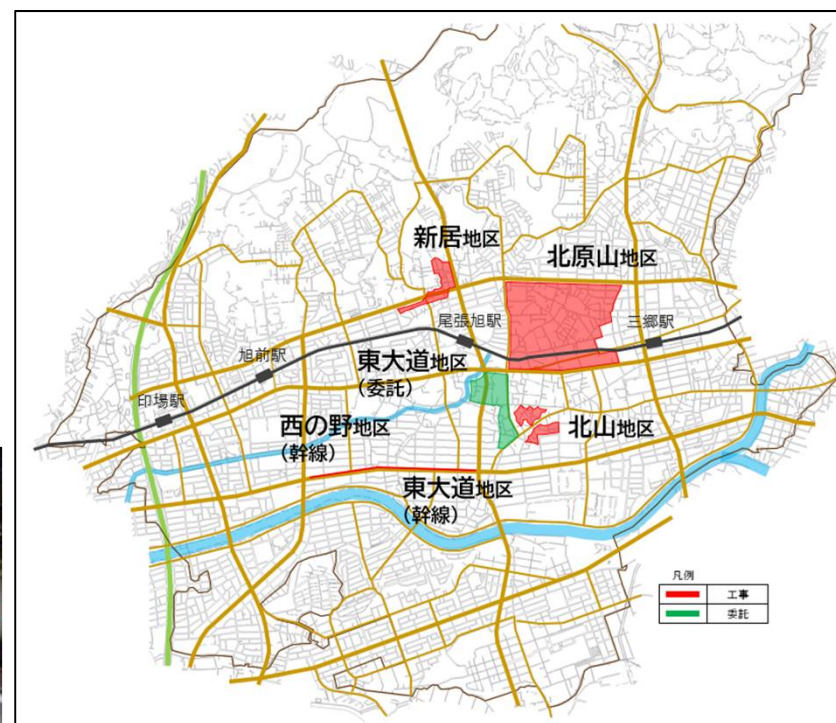 新居地区
北原山地区
尾張旭駅
三郷駅
旭前駅
東大道地区
(委託)
印場駅
西の野地区
(幹線)
北山地区
東大道地区
(幹線)
凡例
工事
委託